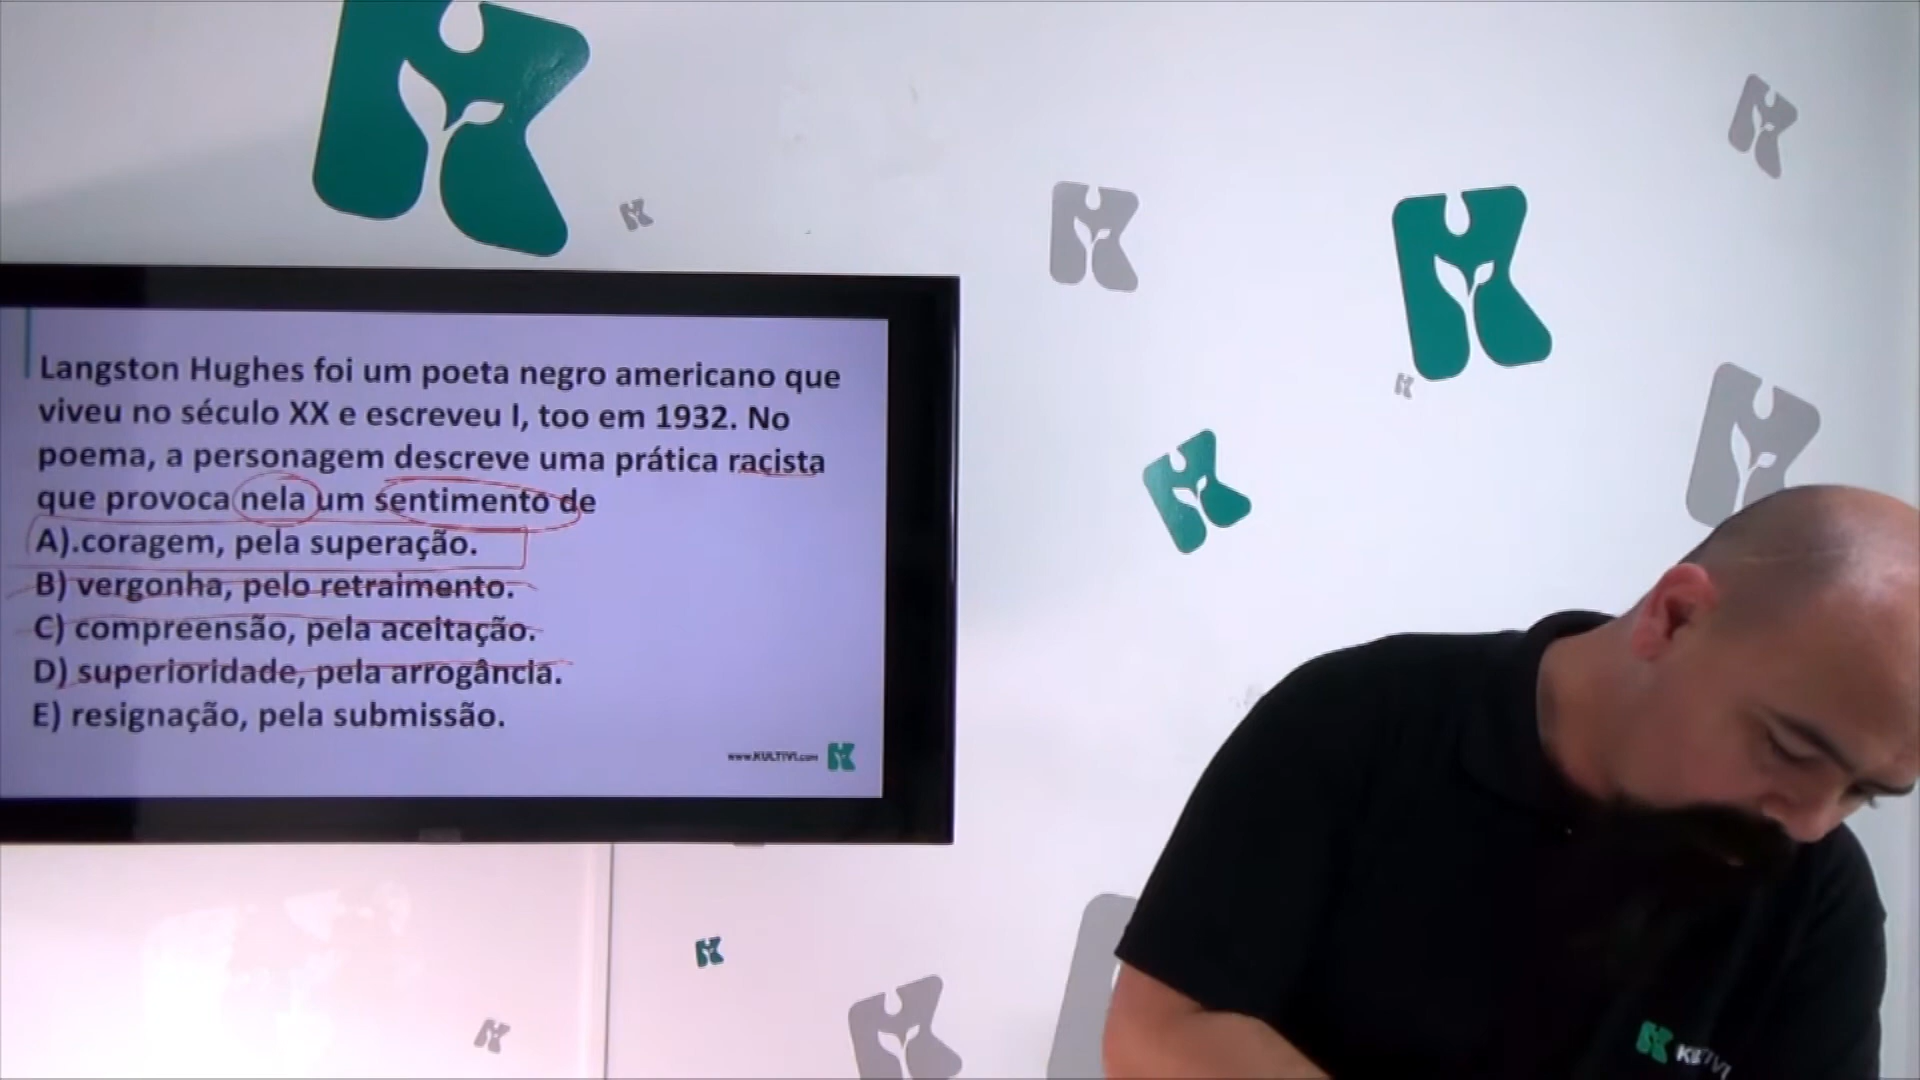 Langston Hughes foi um poeta negro americano que
viveu no século XX e escreveu I, too em 1932. No
poema, a personagem descreve uma prática racista
que provoca nela um sentimento de
A).coragem, pela superação.
B) vergonha, pelo retraimento.
C) compreensão, pela aceitação.
D) superioridade, pela arrogância.
E) resignação, pela submissão.
www.KULTIVI.com
KULTIVI